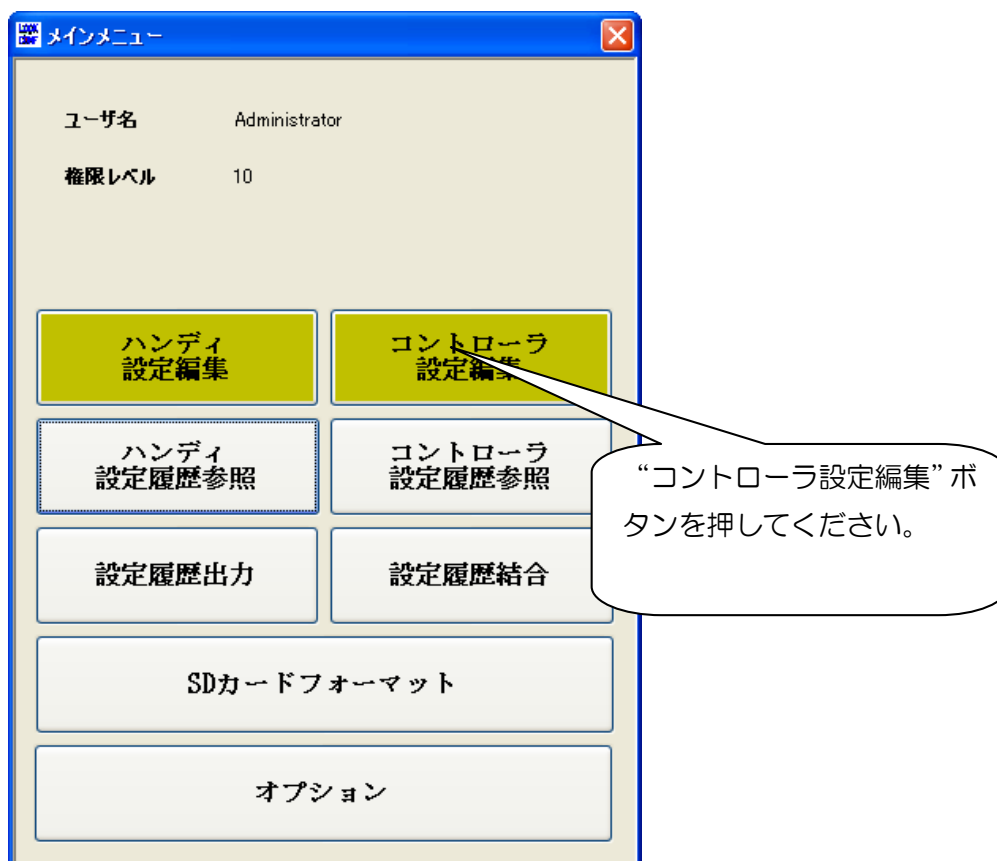 メインメニュー
ユーザ名 Administrator
権限レベル 10
ハンディ
設定編集
コントローラ
設定編集
ハンディ
設定履歴参照
コントローラ
設定履歴参照
“コントローラ設定編集”ボ
タンを押してください。
設定履歴出力
設定履歴結合
SDカードフォーマット
オプション